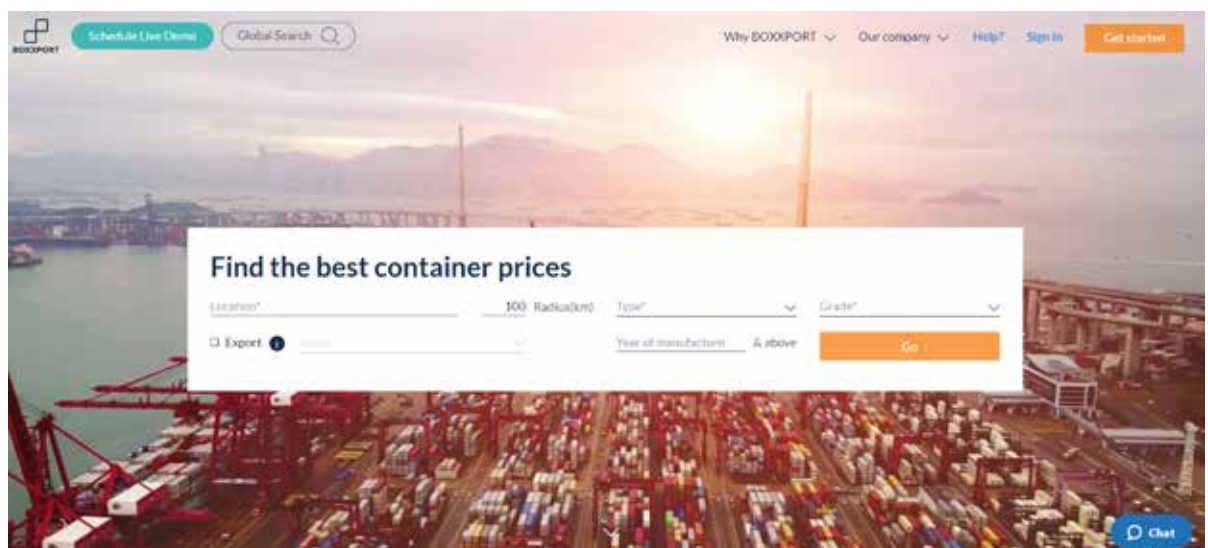 BOXXPORT
Schedule Live Demo
Global Search
Why BOXXPORT
Our company
Help?
Sign In
Get started
Find the best container prices
Location*
100 Radius(km)
Type*
Grade*
Export
Year of manufacture & above
Go
Chat